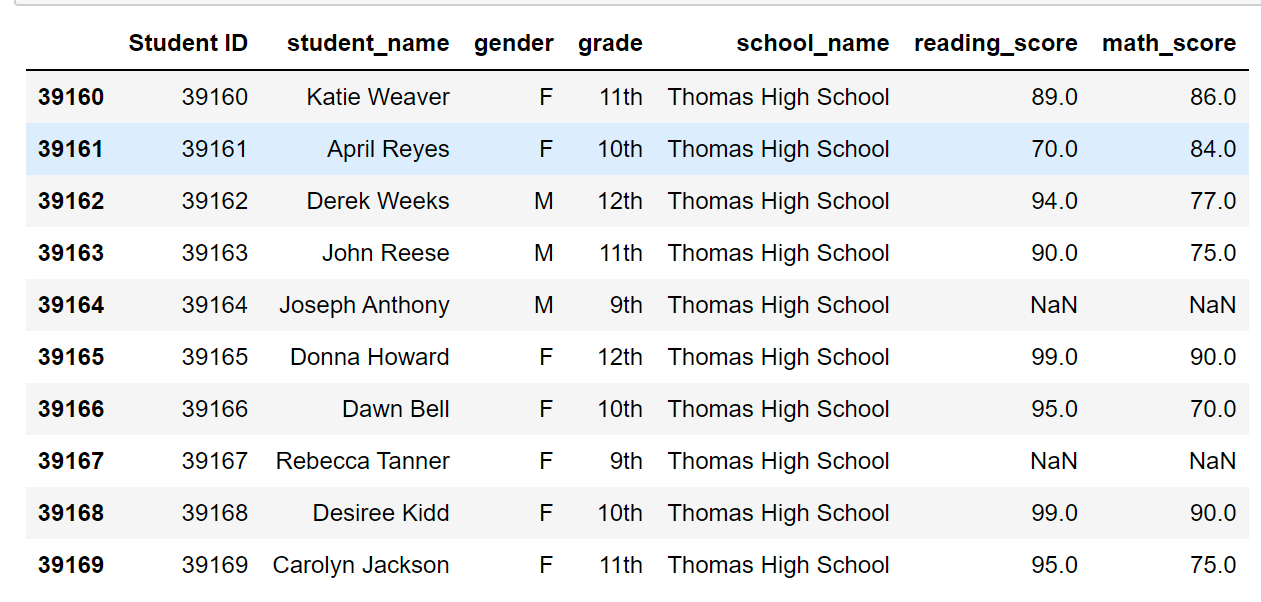 Student ID student_name gender grade school_name reading_score math_score
39160 39160 Katie Weaver F 11th Thomas High School 89.0 86.0
39161 39161 April Reyes F 10th Thomas High School 70.0 84.0
39162 39162 Derek Weeks M 12th Thomas High School 94.0 77.0
39163 39163 John Reese M 11th Thomas High School 90.0 75.0
39164 39164 Joseph Anthony M 9th Thomas High School NaN NaN
39165 39165 Donna Howard F 12th Thomas High School 99.0 90.0
39166 39166 Dawn Bell F 10th Thomas High School 95.0 70.0
39167 39167 Rebecca Tanner F 9th Thomas High School NaN NaN
39168 39168 Desiree Kidd F 10th Thomas High School 99.0 90.0
39169 39169 Carolyn Jackson F 11th Thomas High School 95.0 75.0